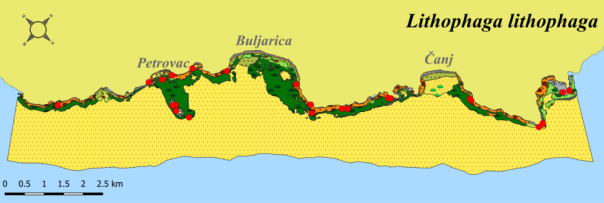 Lithophaga lithophaga
Buljarica
Petrovac
Čanj
0 0.5 1 1.5 2 2.5 km